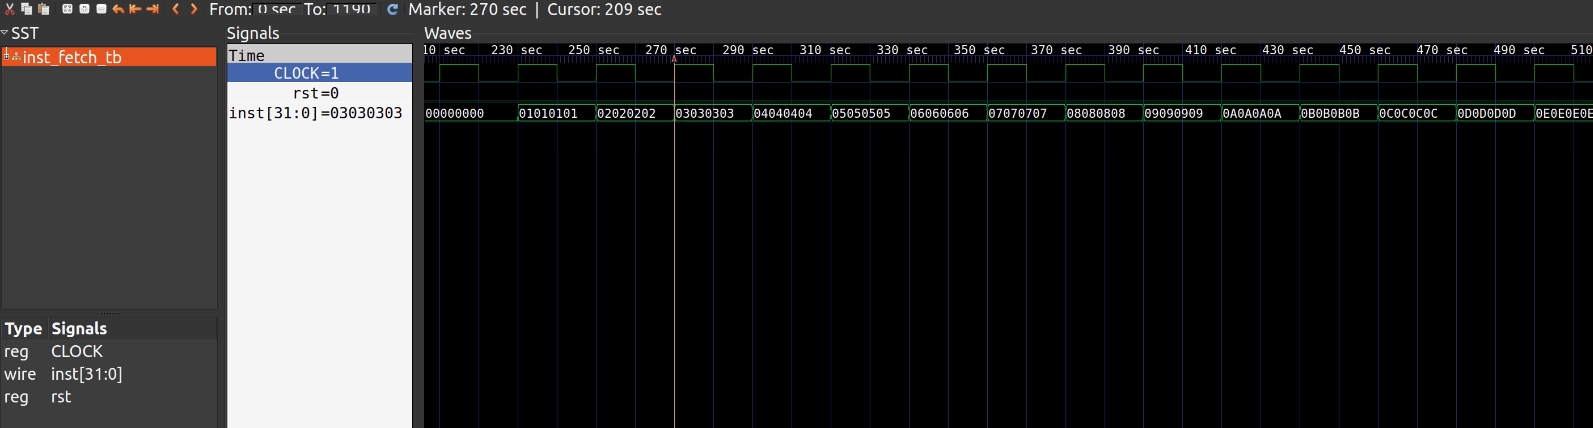 From: 0 sec To: 1190 Marker: 270 sec | Cursor: 209 sec
SST
inst_fetch_tb
Type Signals
reg CLOCK
wire inst[31:0]
reg rst
Signals
Time
CLOCK=1
rst=0
inst[31:0]=03030303
Waves
10 sec 230 sec 250 sec 270 sec 290 sec 310 sec 330 sec 350 sec 370 sec 390 sec 410 sec 430 sec 450 sec 470 sec 490 sec 510
00000000 01010101 02020202 03030303 04040404 05050505 06060606 07070707 08080808 09090909 0A0A0A0A 0B0B0B0B 0C0C0C0C 0D0D0D0D 0E0E0E0E